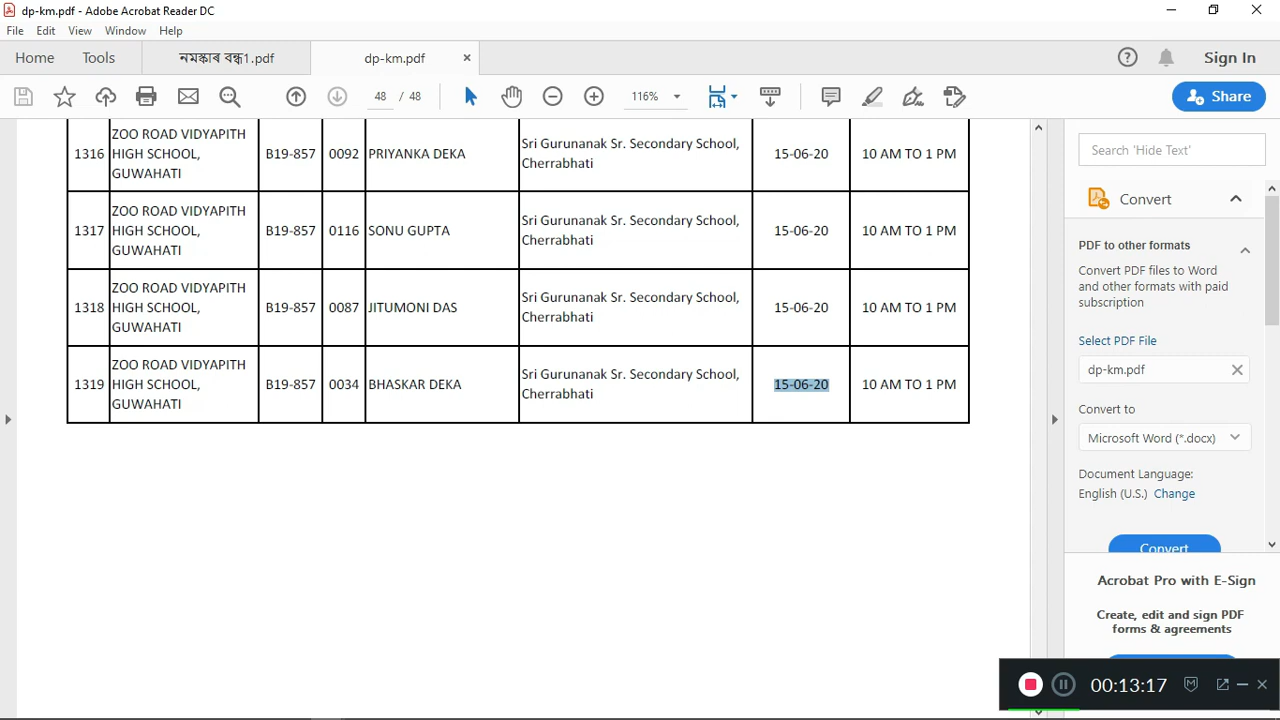 dp-km.pdf - Adobe Acrobat Reader DC
File Edit View Window Help
Home Tools নমস্কাৰ বন্ধ1.pdf dp-km.pdf × Sign In
48 / 48 116% Share
1316 ZOO ROAD VIDYAPITH HIGH SCHOOL, GUWAHATI B19-857 0092 PRIYANKA DEKA Sri Gurunanak Sr. Secondary School, Cherrabhati 15-06-20 10 AM TO 1 PM
1317 ZOO ROAD VIDYAPITH HIGH SCHOOL, GUWAHATI B19-857 0116 SONU GUPTA Sri Gurunanak Sr. Secondary School, Cherrabhati 15-06-20 10 AM TO 1 PM
1318 ZOO ROAD VIDYAPITH HIGH SCHOOL, GUWAHATI B19-857 0087 JITUMONI DAS Sri Gurunanak Sr. Secondary School, Cherrabhati 15-06-20 10 AM TO 1 PM
1319 ZOO ROAD VIDYAPITH HIGH SCHOOL, GUWAHATI B19-857 0034 BHASKAR DEKA Sri Gurunanak Sr. Secondary School, Cherrabhati 15-06-20 10 AM TO 1 PM
Search 'Hide Text'
Convert
PDF to other formats
Convert PDF files to Word
and other formats with paid
subscription
Select PDF File
dp-km.pdf
Convert to
Microsoft Word (*.docx)
Document Language:
English (U.S.) Change
Convert
Acrobat Pro with E-Sign
Create, edit and sign PDF
forms & agreements
00:13:17